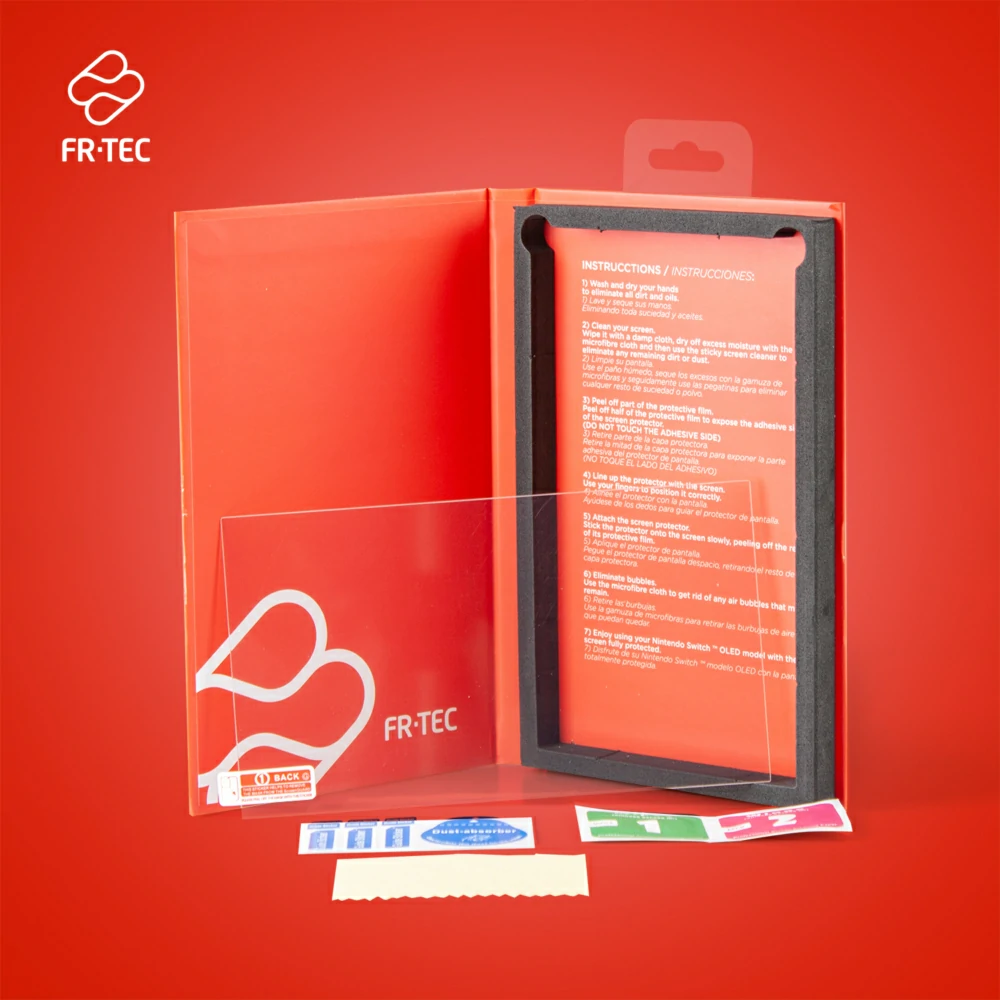 FR·TEC
INSTRUCCTIONS / INSTRUCCIONES:
1) Wash and dry your hands
to eliminate all dirt and oils.
1) Lave y seque sus manos.
Eliminando toda suciedad y aceites.
2) Clean your screen.
Wipe it with a damp cloth, dry off excess moisture with the
microfibre cloth and then use the sticky screen cleaner to
eliminate any remaining dirt or dust.
2) Limpie su pantalla.
Use el paño húmedo, seque los excesos con la gamuza de
microfibras y seguidamente use las pegatinas para eliminar
cualquier resto de suciedad o polvo.
3) Peel off part of the protective film.
Peel off half of the protective film to expose the adhesive si
of the screen protector.
(DO NOT TOUCH THE ADHESIVE SIDE)
3) Retire parte de la capa protectora.
Retire la mitad de la capa protectora para exponer la parte
adhesiva del protector de pantalla.
(NO TOQUE EL LADO DEL ADHESIVO)
4) Line up the protector with the screen.
Use your fingers to position it correctly.
4) Alinee el protector con la pantalla.
Ayúdese de los dedos para guiar el protector de pantalla
5) Attach the screen protector.
Stick the protector onto the screen slowly, peeling off the re
of its protective film.
5) Aplique el protector de pantalla.
Pegue el protector de pantalla despacio, retirando el resto de
capa protectora.
6) Eliminate bubbles.
Use the microfibre cloth to get rid of any air bubbles that m
remain.
6) Retire las burbujas.
Use la gamuza de microfibras para retirar las burbujas de aire
que puedan quedar.
7) Enjoy using your Nintendo Switch ™ OLED model with the
screen fully protected.
7) Disfrute de su Nintendo Switch ™ modelo OLED con la pan
totalmente protegida.
FR·TEC
1 BACK
THIS STICKER HELPS TO REMOVE
Dust-absorber
1
2